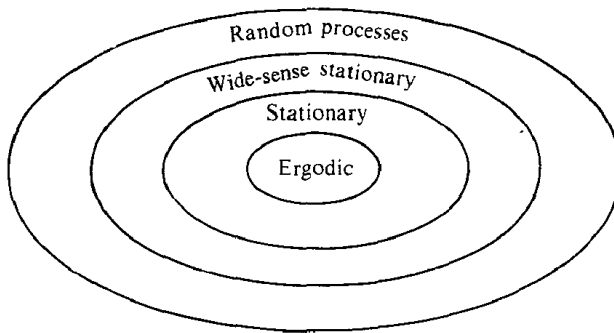 Random processes
Wide-sense stationary
Stationary
Ergodic